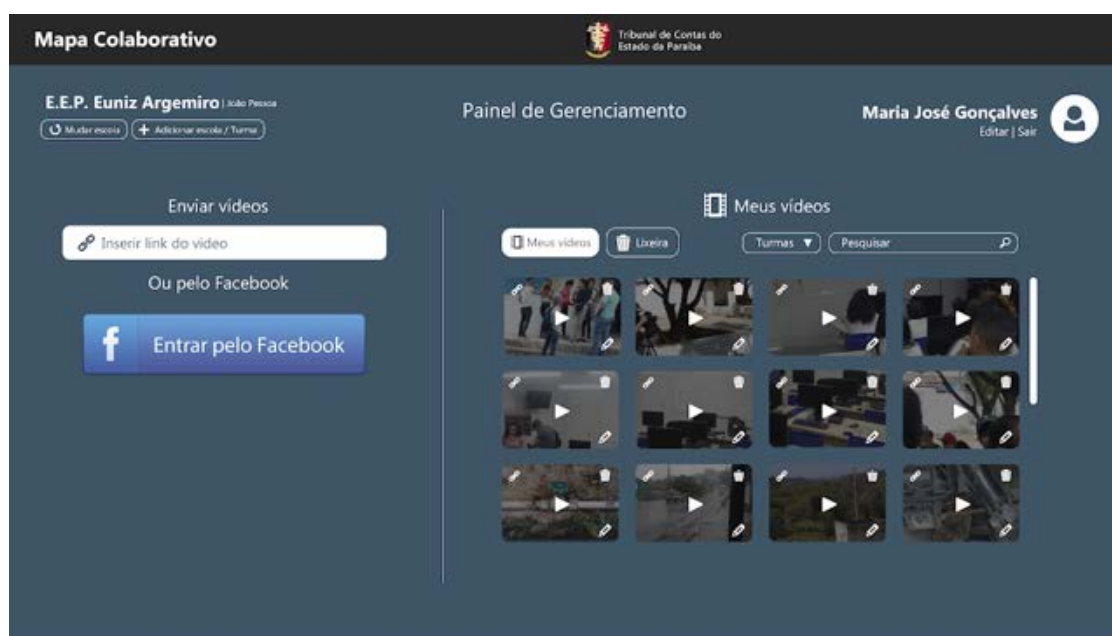 Mapa Colaborativo
Tribunal de Contas do
Estado da Paraíba
E.E.P. Euniz Argemiro | João Pessoa
Mudar escola
Adicionar escola / Turma
Painel de Gerenciamento
Maria José Gonçalves
Editar | Sair
Enviar vídeos
Inserir link do vídeo
Ou pelo Facebook
f Entrar pelo Facebook
Meus vídeos
Meus vídeos
Lixeira
Turmas ▼
Pesquisar